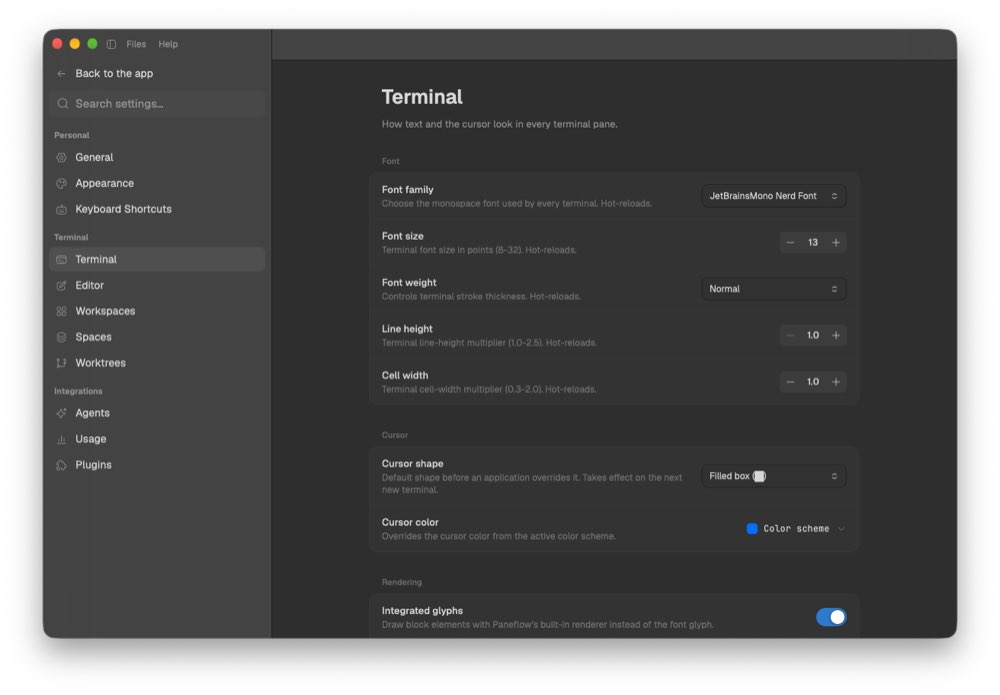 Files Help
Back to the app
Search settings...
Personal
General
Appearance
Keyboard Shortcuts
Terminal
Terminal
Editor
Workspaces
Spaces
Worktrees
Integrations
Agents
Usage
Plugins
Terminal
How text and the cursor look in every terminal pane.
Font
Font family
Choose the monospace font used by every terminal. Hot-reloads.
JetBrainsMono Nerd Font
Font size
Terminal font size in points (8-32). Hot-reloads.
− 13 +
Font weight
Controls terminal stroke thickness. Hot-reloads.
Normal
Line height
Terminal line-height multiplier (1.0-2.5). Hot-reloads.
− 1.0 +
Cell width
Terminal cell-width multiplier (0.3-2.0). Hot-reloads.
− 1.0 +
Cursor
Cursor shape
Default shape before an application overrides it. Takes effect on the next
new terminal.
Filled box (█)
Cursor color
Overrides the cursor color from the active color scheme.
Color scheme
Rendering
Integrated glyphs
Draw block elements with Paneflow's built-in renderer instead of the font glyph.